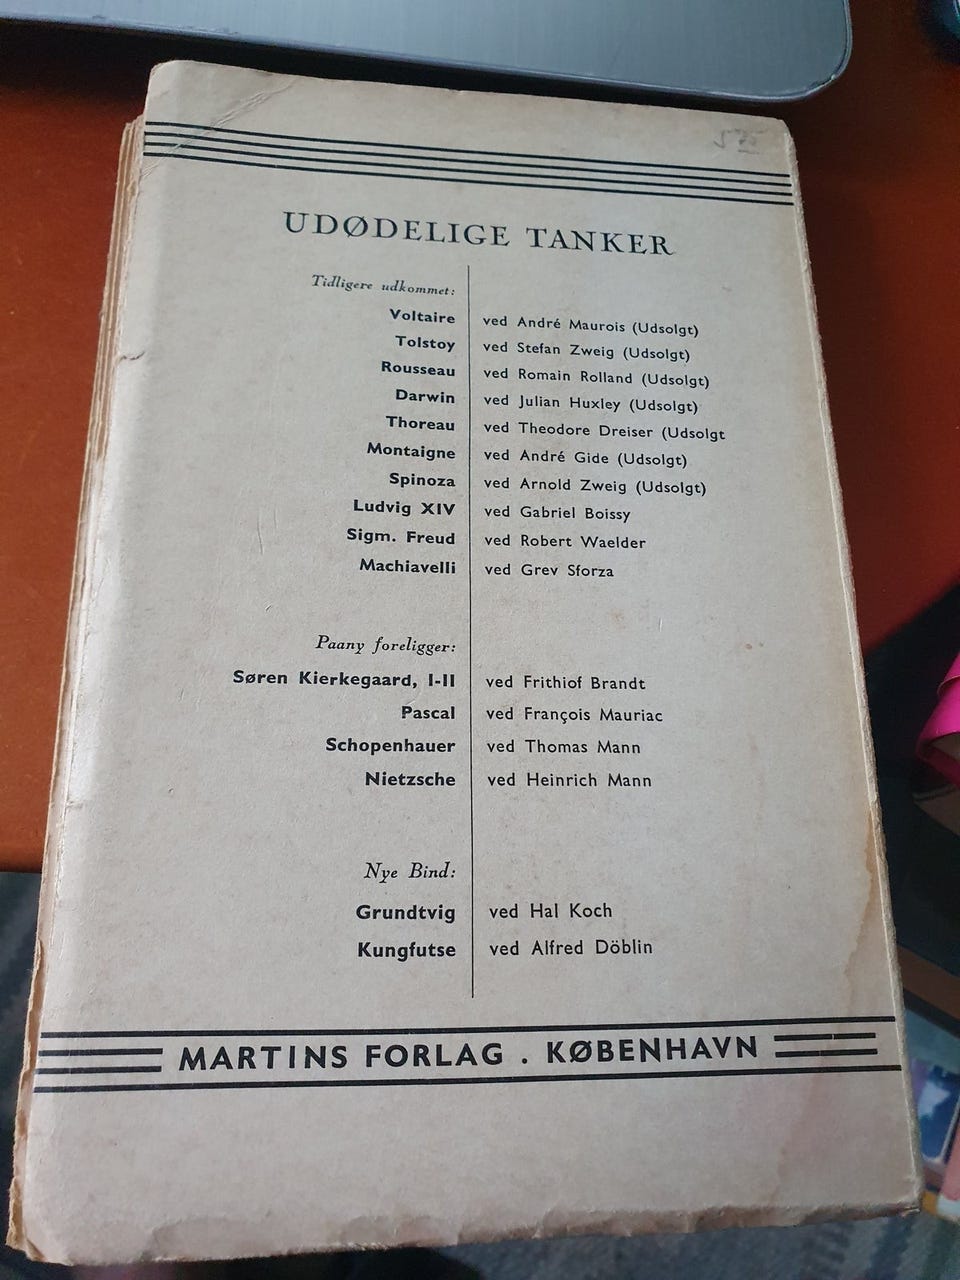 UDØDELIGE TANKER
Tidligere udkommet:
Voltaire ved André Maurois (Udsolgt)
Tolstoy ved Stefan Zweig (Udsolgt)
Rousseau ved Romain Rolland (Udsolgt)
Darwin ved Julian Huxley (Udsolgt)
Thoreau ved Theodore Dreiser (Udsolgt
Montaigne ved André Gide (Udsolgt)
Spinoza ved Arnold Zweig (Udsolgt)
Ludvig XIV ved Gabriel Boissy
Sigm. Freud ved Robert Waelder
Machiavelli ved Grev Sforza
Paany foreligger:
Søren Kierkegaard, I-II ved Frithiof Brandt
Pascal ved François Mauriac
Schopenhauer ved Thomas Mann
Nietzsche ved Heinrich Mann
Nye Bind:
Grundtvig ved Hal Koch
Kungfutse ved Alfred Döblin
MARTINS FORLAG . KØBENHAVN